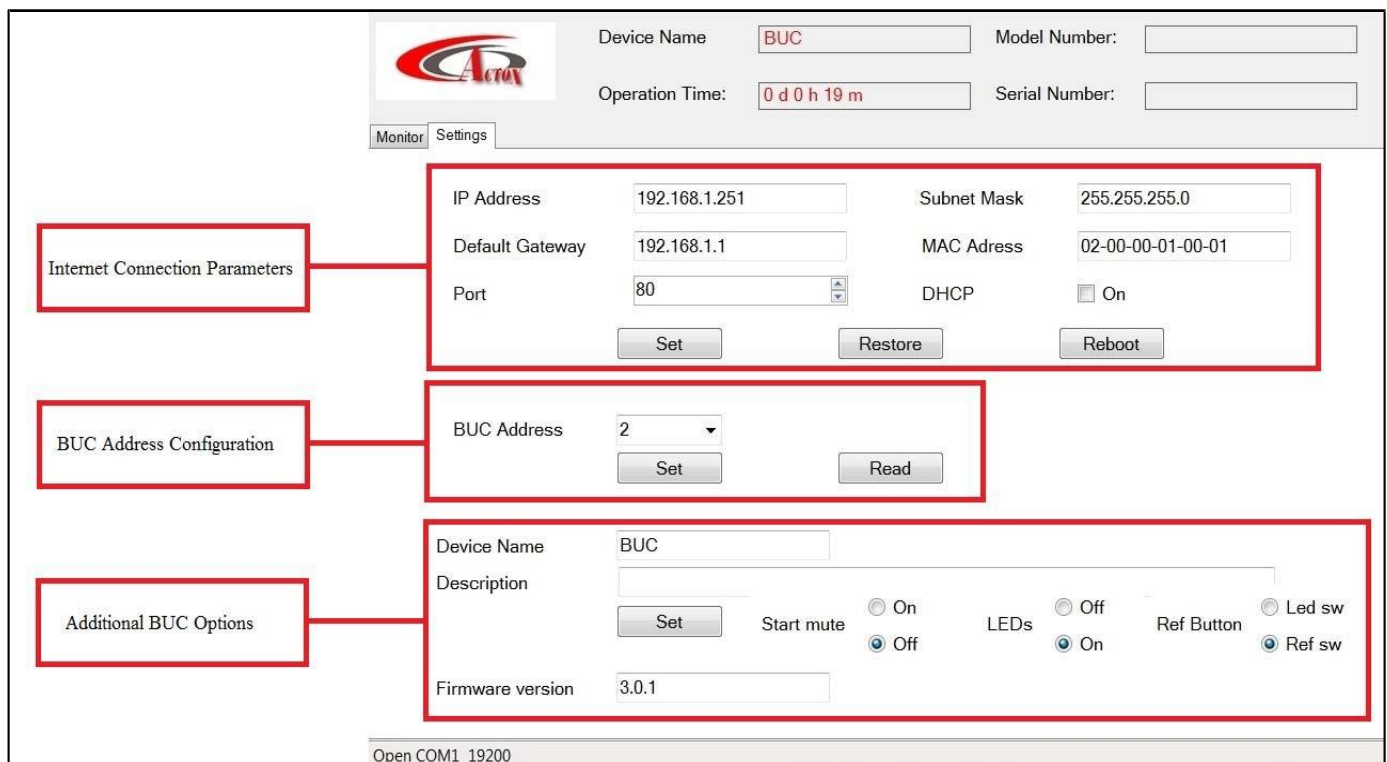 ACTOX
Device Name BUC Model Number:
Operation Time: 0 d 0 h 19 m Serial Number:
Monitor Settings
Internet Connection Parameters
IP Address 192.168.1.251 Subnet Mask 255.255.255.0
Default Gateway 192.168.1.1 MAC Adress 02-00-00-01-00-01
Port 80 DHCP On
Set Restore Reboot
BUC Address Configuration
BUC Address 2
Set Read
Additional BUC Options
Device Name BUC
Description
Set Start mute On Off LEDs Off On Ref Button Led sw Ref sw
Firmware version 3.0.1
Open COM1 19200